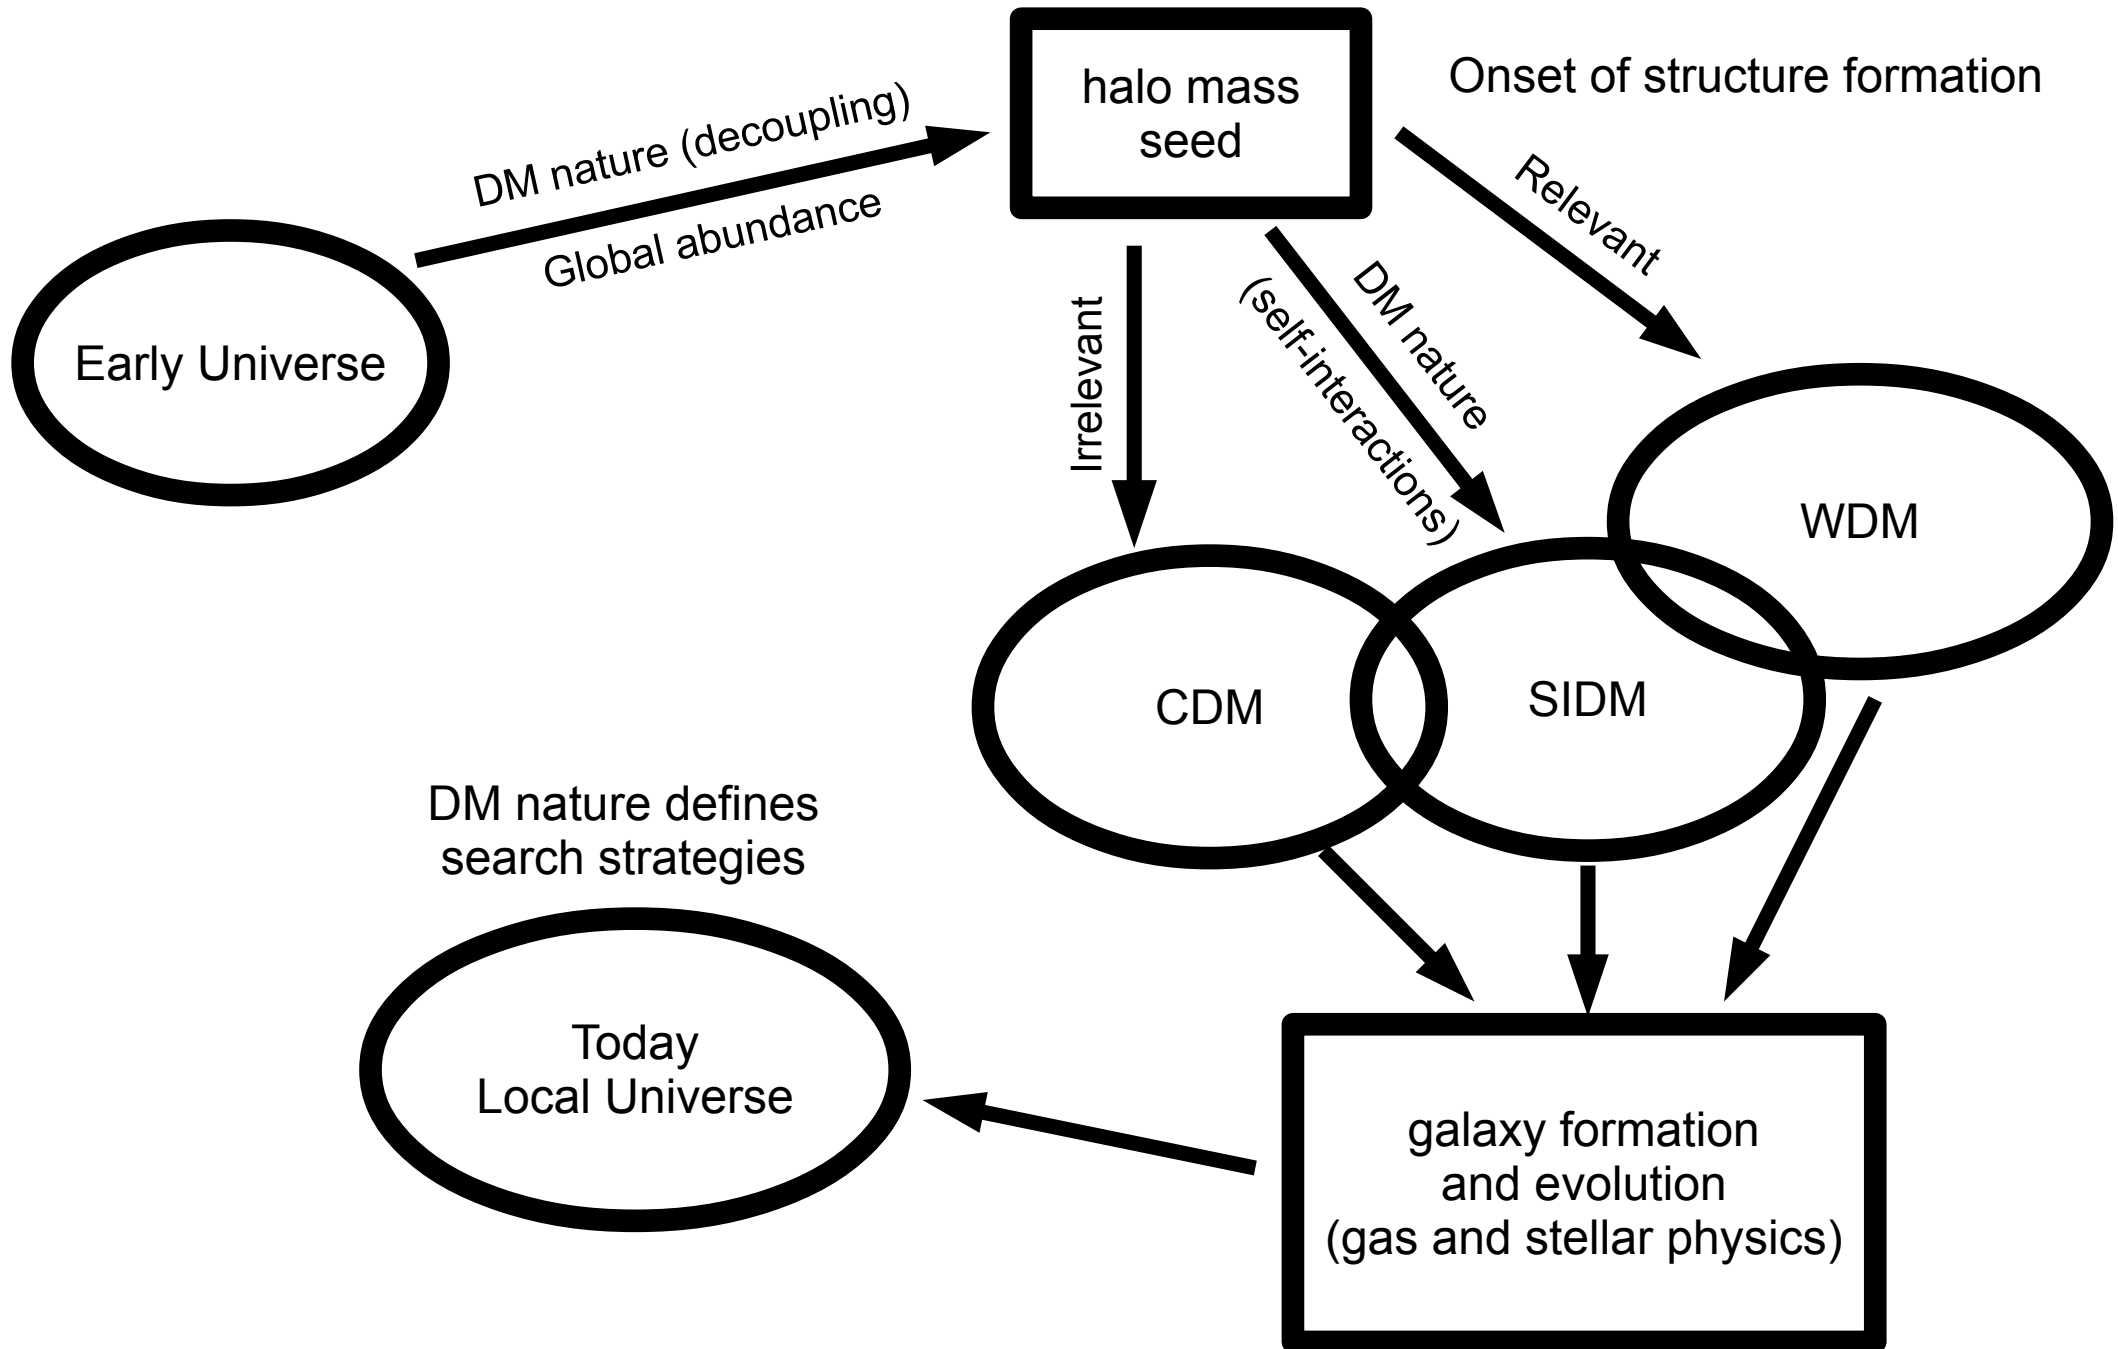 halo mass
seed
Onset of structure formation
DM nature (decoupling)
Global abundance
Early Universe
Irrelevant
DM nature
(self-interactions)
Relevant
WDM
CDM
SIDM
DM nature defines
search strategies
Today
Local Universe
galaxy formation
and evolution
(gas and stellar physics)